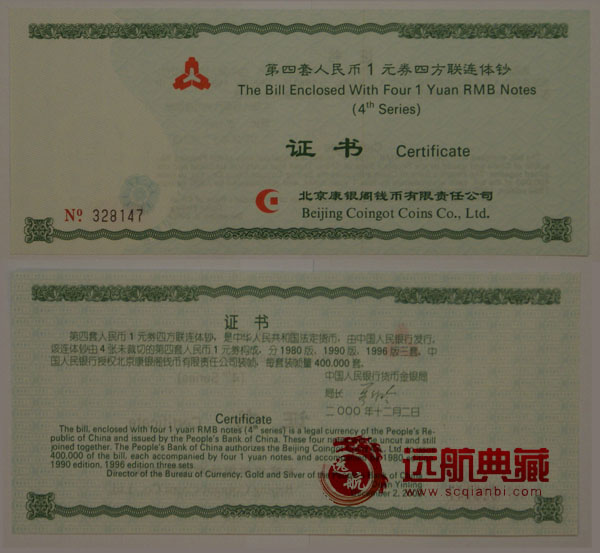 第四套人民币1元券四方联连体钞
The Bill Enclosed With Four 1 Yuan RMB Notes
(4th Series)
证书 Certificate
北京康银阁钱币有限责任公司
Beijing Coingot Coins Co., Ltd.
Nº 328147
证书
第四套人民币1元券四方联连体钞，是中华人民共和国法定货币，由中国人民银行发行，
该连体钞由4张未裁切的第四套人民币1元券构成，分1980版，1990版，1996版三套，中
国人民银行授权北京康银阁钱币有限责任公司装帧，每套装帧量400.000套。
中国人民银行货币金银局
局长
二000年十二月二日
Certificate
The bill, enclosed with four 1 yuan RMB notes (4th series) is a legal currency of the People's Re-
public of China and issued by the People's Bank of China. These four not are uncut and still
joined together. The People's Bank of China authorizes the Beijing Coingot Co., Ltd
400.000 of the bill, each accompanied by four 1 yuan notes, and accom 1980
1990 edition, 1996 edition three sets
Director of the Bureau of Currency, Gold and Silver of the
Yinling
2, 2000
远航
远航典藏
www.scqianbi.com